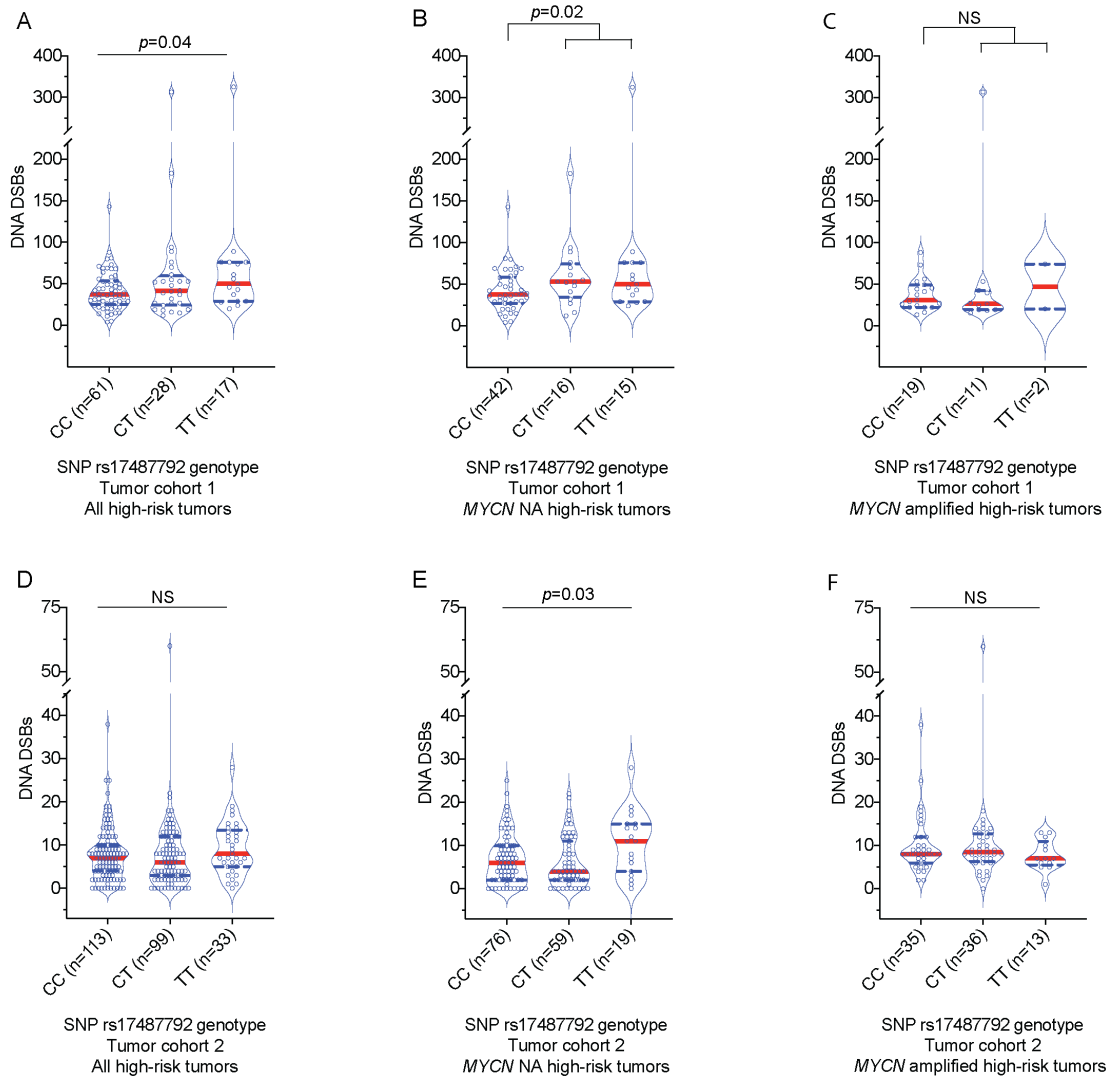 A
p=0.04
400
300
200
150
100
50
0
DNA DSBs
CC (n=61)
CT (n=28)
TT (n=17)
SNP rs17487792 genotype
Tumor cohort 1
All high-risk tumors
B
p=0.02
400
300
200
150
100
50
0
DNA DSBs
CC (n=42)
CT (n=16)
TT (n=15)
SNP rs17487792 genotype
Tumor cohort 1
MYCN NA high-risk tumors
C
NS
400
300
200
150
100
50
0
DNA DSBs
CC (n=19)
CT (n=11)
TT (n=2)
SNP rs17487792 genotype
Tumor cohort 1
MYCN amplified high-risk tumors
D
NS
75
50
40
30
20
10
0
DNA DSBs
CC (n=113)
CT (n=99)
TT (n=33)
SNP rs17487792 genotype
Tumor cohort 2
All high-risk tumors
E
p=0.03
75
50
40
30
20
10
0
DNA DSBs
CC (n=76)
CT (n=59)
TT (n=19)
SNP rs17487792 genotype
Tumor cohort 2
MYCN NA high-risk tumors
F
NS
75
50
40
30
20
10
0
DNA DSBs
CC (n=35)
CT (n=36)
TT (n=13)
SNP rs17487792 genotype
Tumor cohort 2
MYCN amplified high-risk tumors